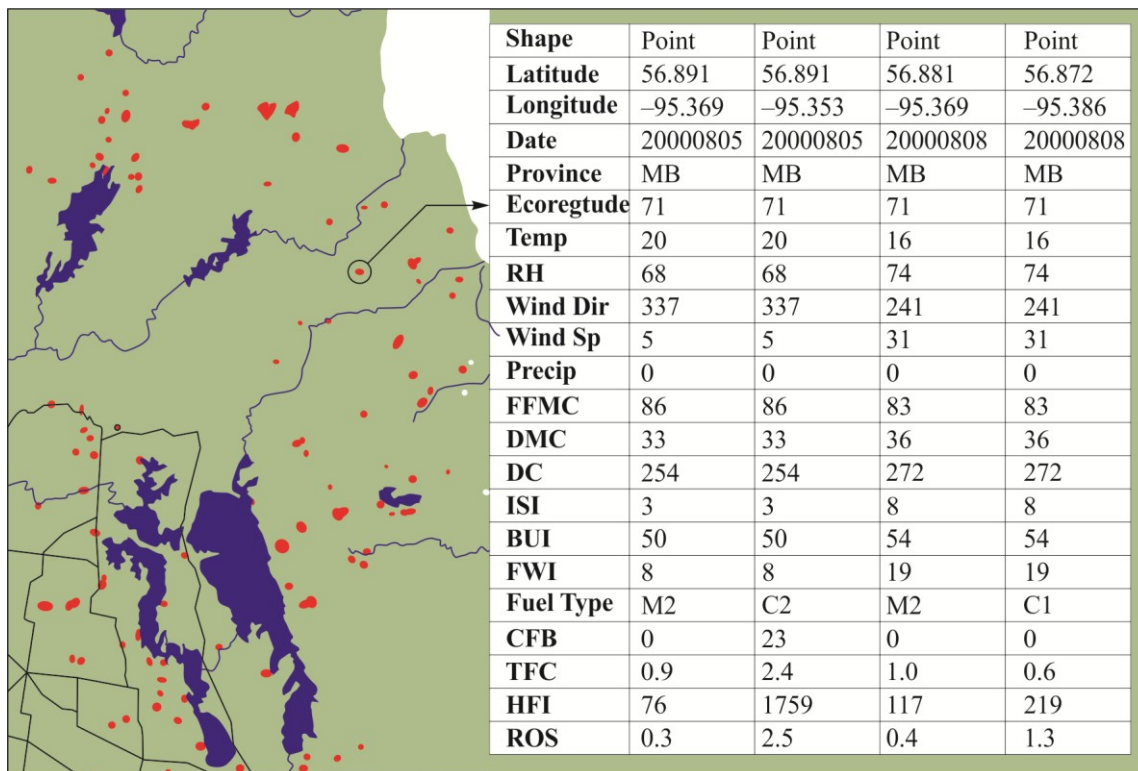 Shape Point Point Point Point
Latitude 56.891 56.891 56.881 56.872
Longitude –95.369 –95.353 –95.369 –95.386
Date 20000805 20000805 20000808 20000808
Province MB MB MB MB
Ecoregtude 71 71 71 71
Temp 20 20 16 16
RH 68 68 74 74
Wind Dir 337 337 241 241
Wind Sp 5 5 31 31
Precip 0 0 0 0
FFMC 86 86 83 83
DMC 33 33 36 36
DC 254 254 272 272
ISI 3 3 8 8
BUI 50 50 54 54
FWI 8 8 19 19
Fuel Type M2 C2 M2 C1
CFB 0 23 0 0
TFC 0.9 2.4 1.0 0.6
HFI 76 1759 117 219
ROS 0.3 2.5 0.4 1.3